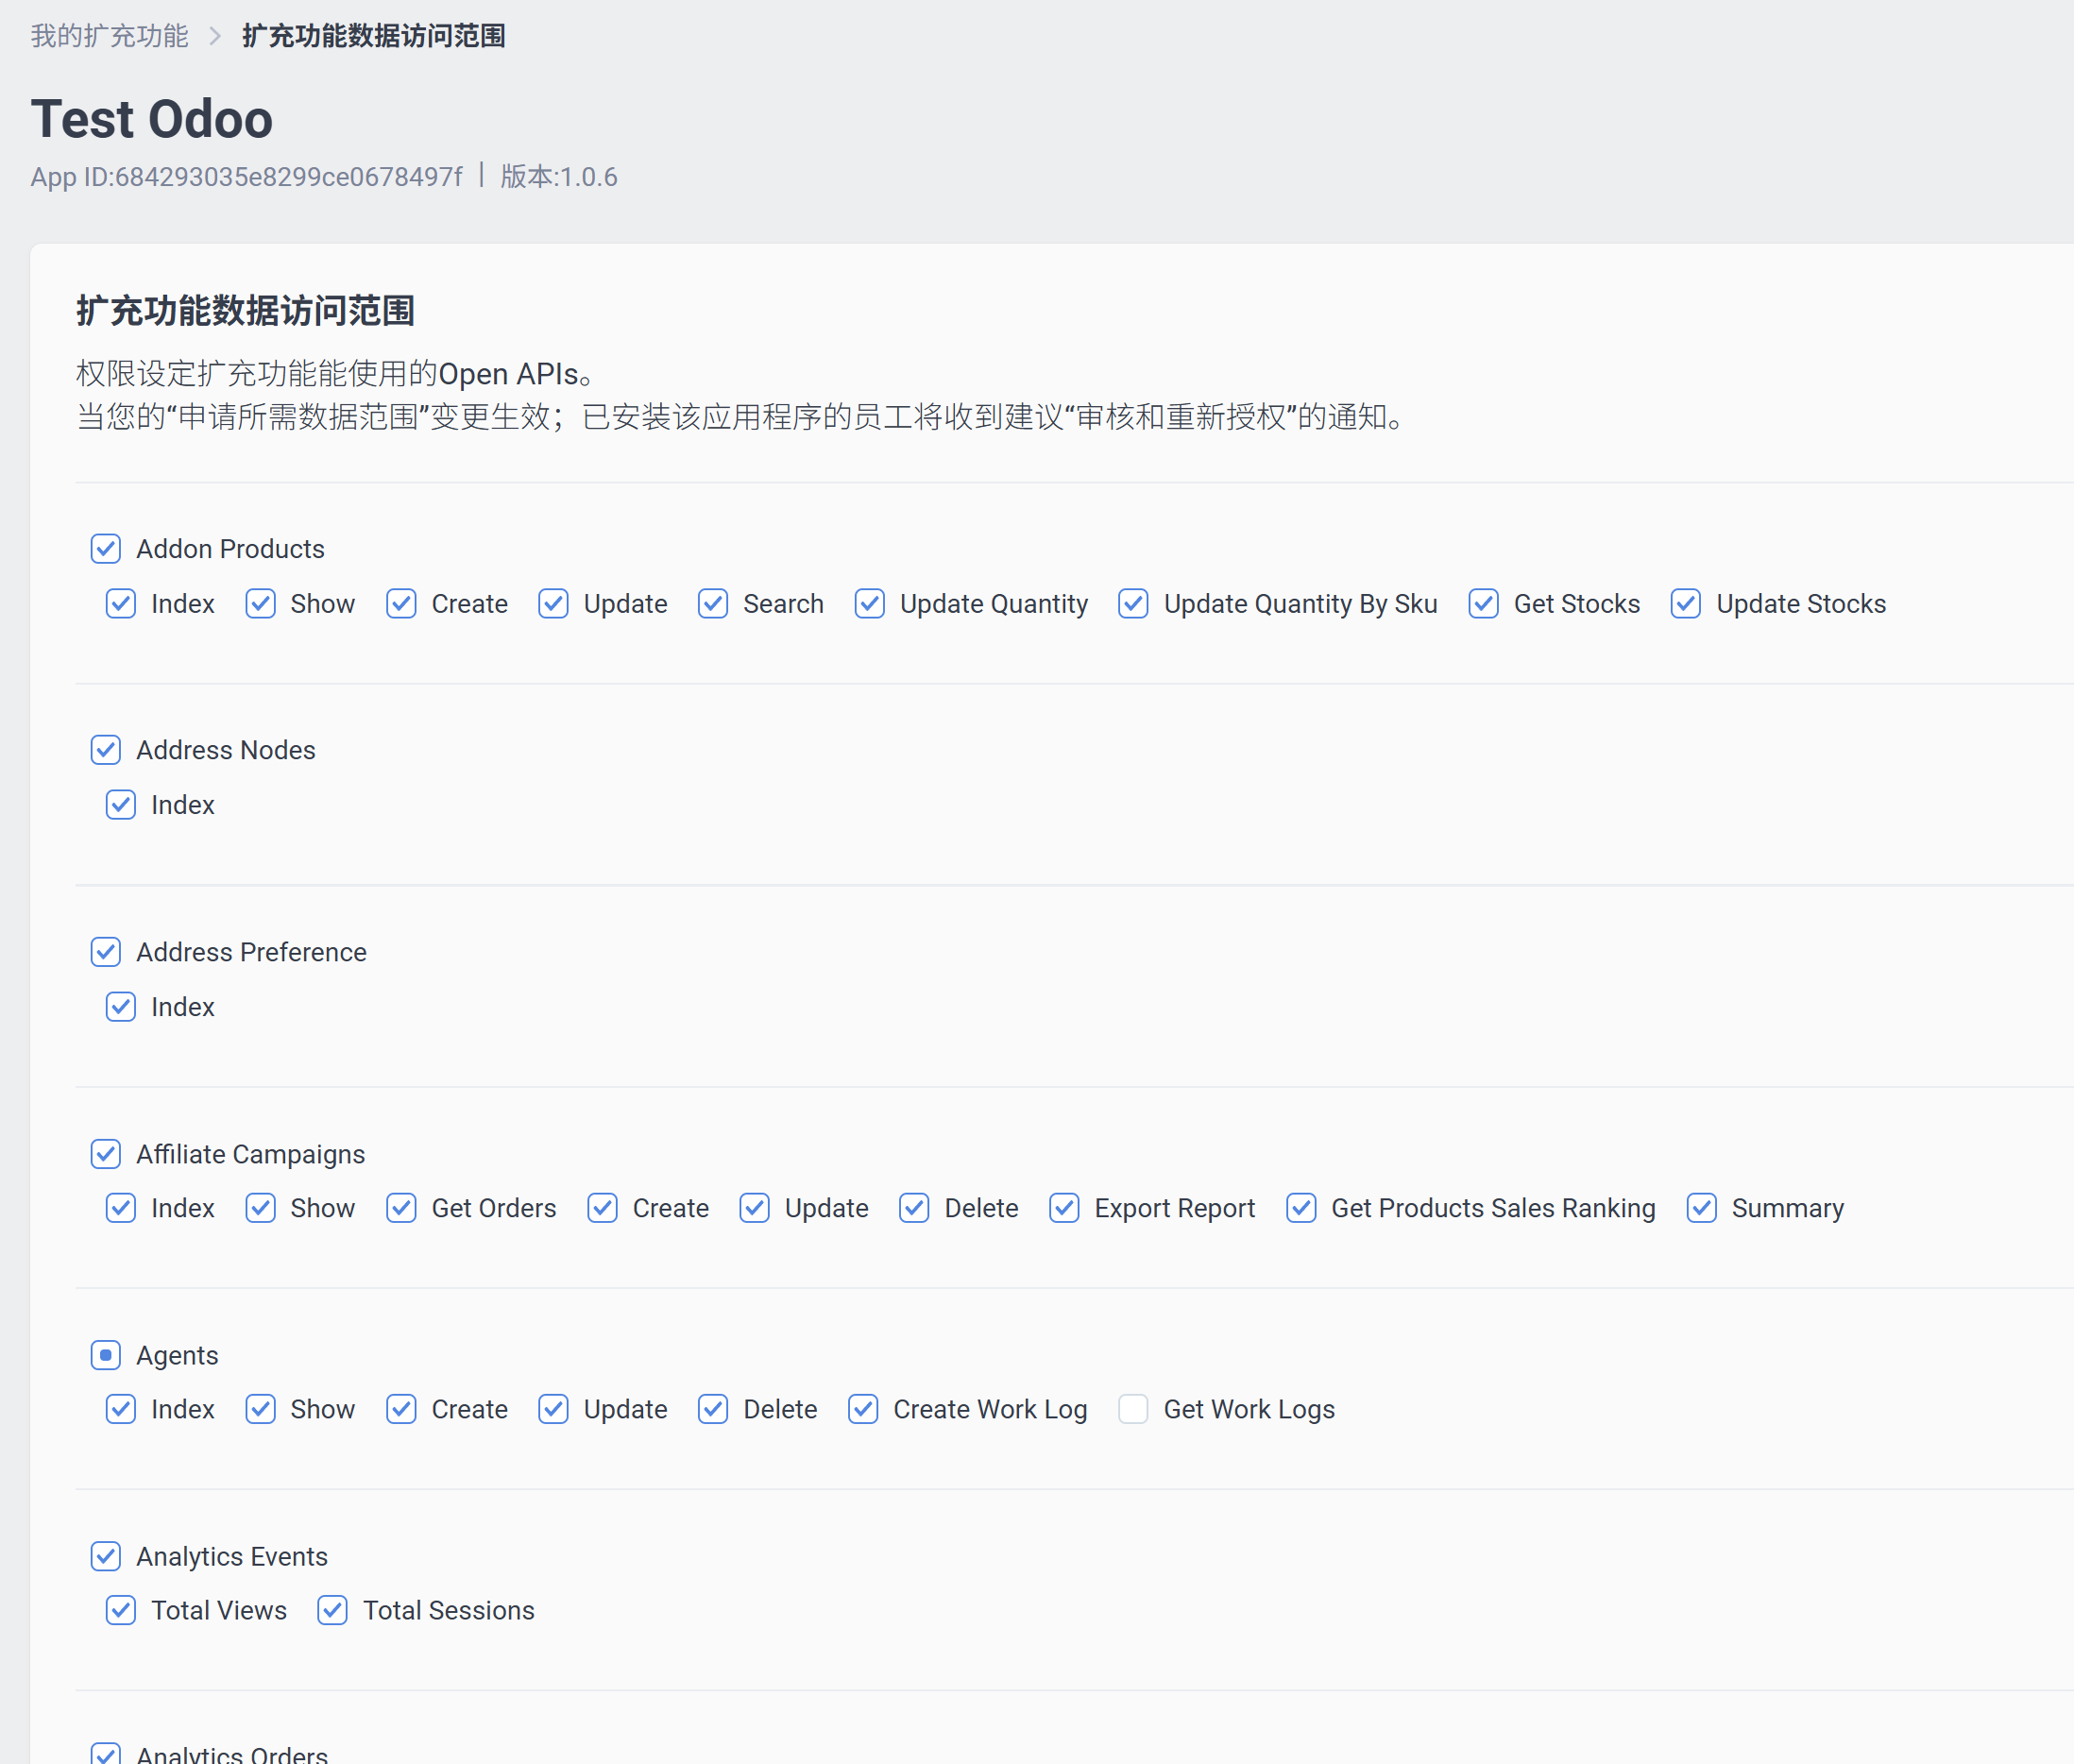 我的扩充功能 > 扩充功能数据访问范围
Test Odoo
App ID:684293035e8299ce0678497f | 版本:1.0.6
扩充功能数据访问范围
权限设定扩充功能能使用的Open APIs。
当您的“申请所需数据范围”变更生效；已安装该应用程序的员工将收到建议“审核和重新授权”的通知。
Addon Products
Index Show Create Update Search Update Quantity Update Quantity By Sku Get Stocks Update Stocks
Address Nodes
Index
Address Preference
Index
Affiliate Campaigns
Index Show Get Orders Create Update Delete Export Report Get Products Sales Ranking Summary
Agents
Index Show Create Update Delete Create Work Log Get Work Logs
Analytics Events
Total Views Total Sessions
Analytics Orders